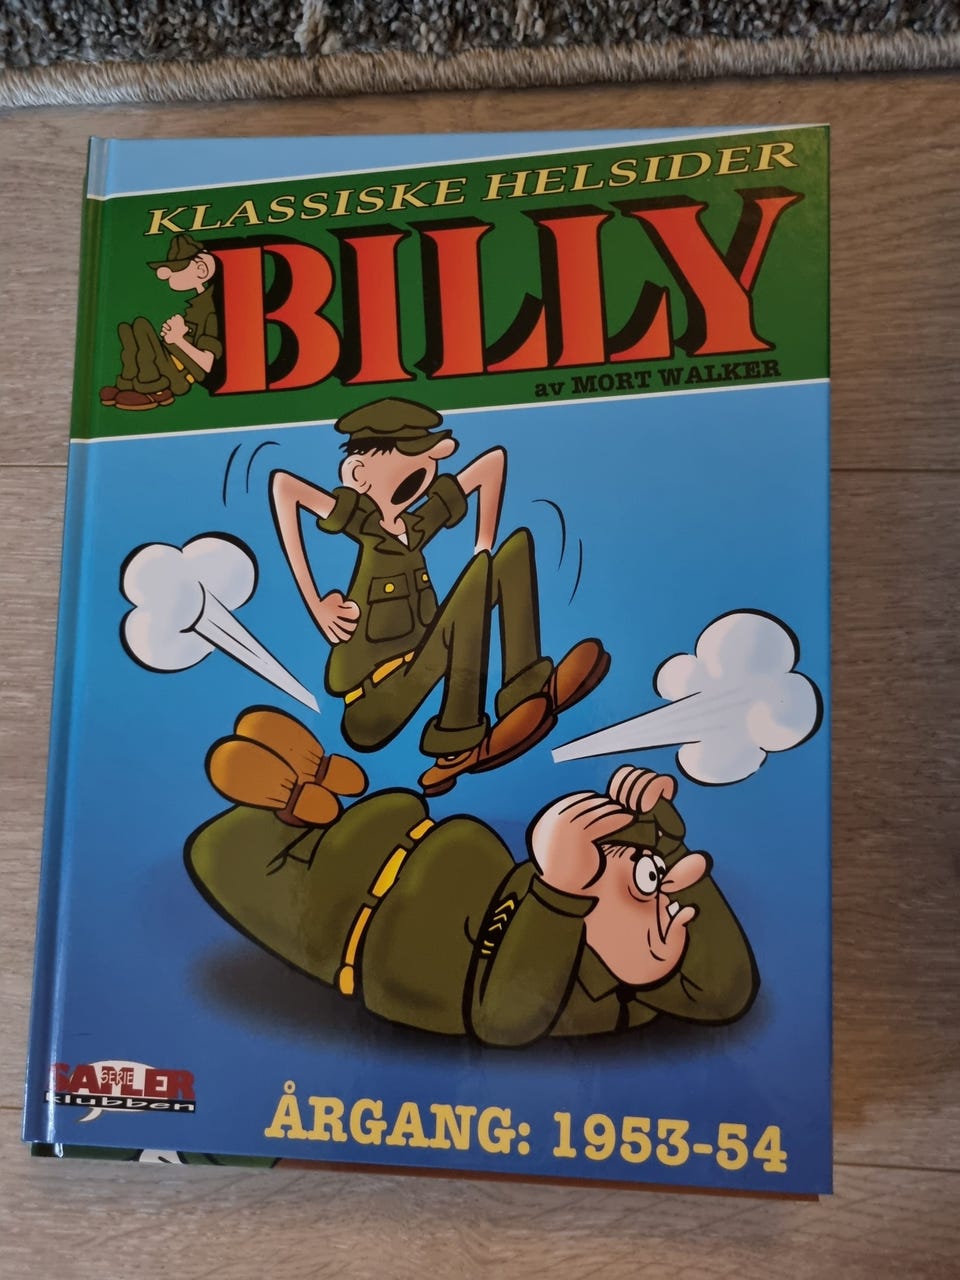 KLASSISKE HELSIDER
BILLY
av MORT WALKER
SERIE
SAMLER
klubben
ÅRGANG: 1953-54